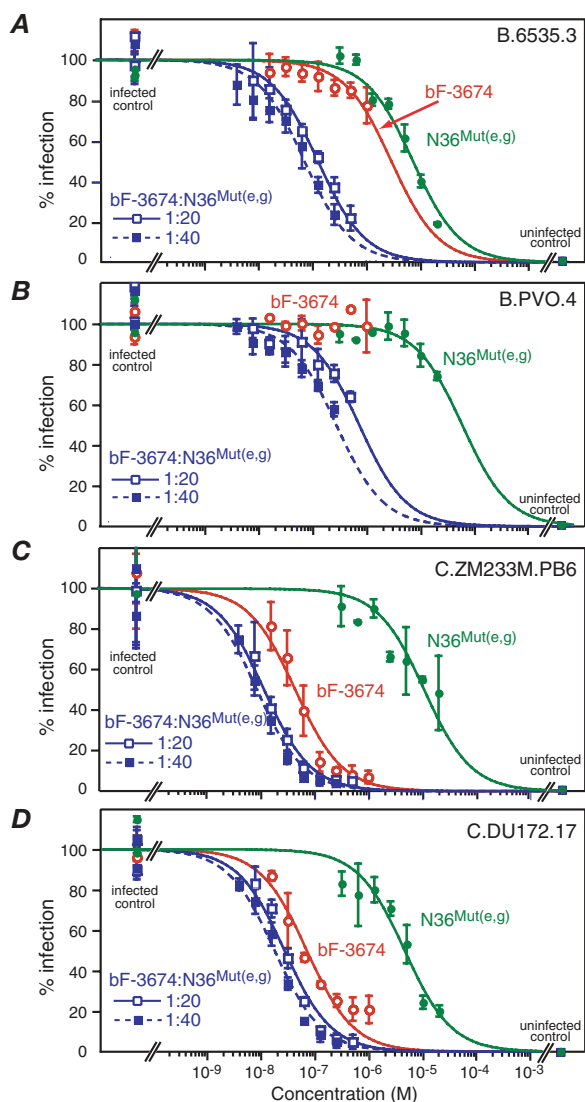 A
B.6535.3
% infection
100
80
60
40
20
0
infected
control
bF-3674
N36Mut(e,g)
bF-3674:N36Mut(e,g)
1:20
1:40
uninfected
control
B
B.PVO.4
% infection
100
80
60
40
20
0
infected
control
bF-3674
N36Mut(e,g)
bF-3674:N36Mut(e,g)
1:20
1:40
uninfected
control
C
C.ZM233M.PB6
% infection
100
80
60
40
20
0
infected
control
N36Mut(e,g)
bF-3674
bF-3674:N36Mut(e,g)
1:20
1:40
uninfected
control
D
C.DU172.17
% infection
100
80
60
40
20
0
infected
control
N36Mut(e,g)
bF-3674
bF-3674:N36Mut(e,g)
1:20
1:40
uninfected
control
10-9 10-8 10-7 10-6 10-5 10-4 10-3
Concentration (M)